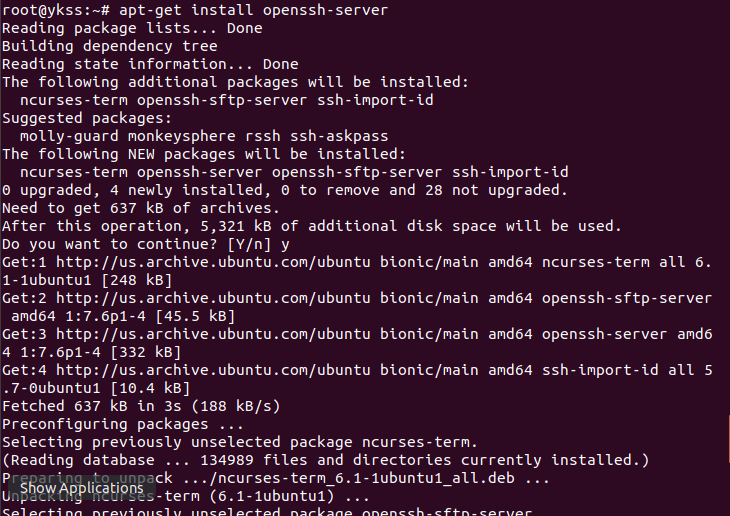 root@ykss:~# apt-get install openssh-server
Reading package lists... Done
Building dependency tree
Reading state information... Done
The following additional packages will be installed:
  ncurses-term openssh-sftp-server ssh-import-id
Suggested packages:
  molly-guard monkeysphere rssh ssh-askpass
The following NEW packages will be installed:
  ncurses-term openssh-server openssh-sftp-server ssh-import-id
0 upgraded, 4 newly installed, 0 to remove and 28 not upgraded.
Need to get 637 kB of archives.
After this operation, 5,321 kB of additional disk space will be used.
Do you want to continue? [Y/n] y
Get:1 http://us.archive.ubuntu.com/ubuntu bionic/main amd64 ncurses-term all 6.
1-1ubuntu1 [248 kB]
Get:2 http://us.archive.ubuntu.com/ubuntu bionic/main amd64 openssh-sftp-server
 amd64 1:7.6p1-4 [45.5 kB]
Get:3 http://us.archive.ubuntu.com/ubuntu bionic/main amd64 openssh-server amd6
4 1:7.6p1-4 [332 kB]
Get:4 http://us.archive.ubuntu.com/ubuntu bionic/main amd64 ssh-import-id all 5
.7-0ubuntu1 [10.4 kB]
Fetched 637 kB in 3s (188 kB/s)
Preconfiguring packages ...
Selecting previously unselected package ncurses-term.
(Reading database ... 134989 files and directories currently installed.)
Preparing to unpack .../ncurses-term_6.1-1ubuntu1_all.deb ...
Show Applications
Unpacking ncurses-term (6.1-1ubuntu1) ...
Selecting previously unselected package openssh-sftp-server